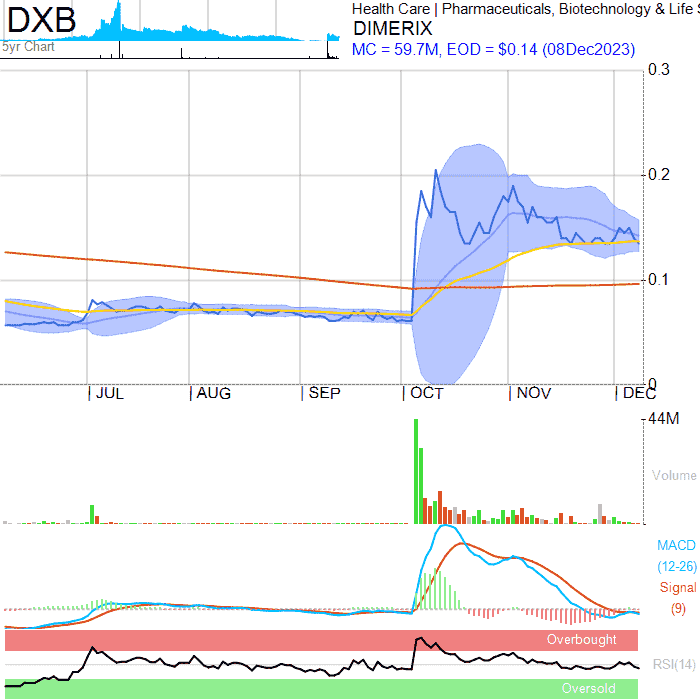 DXB
5yr Chart
Health Care | Pharmaceuticals, Biotechnology & Life S
DIMERIX
MC = 59.7M, EOD = $0.14 (08Dec2023)
0.3
0.2
0.1
0
JUL AUG SEP OCT NOV DEC
44M
Volume
MACD
(12-26)
Signal
(9)
Overbought
RSI(14)
Oversold